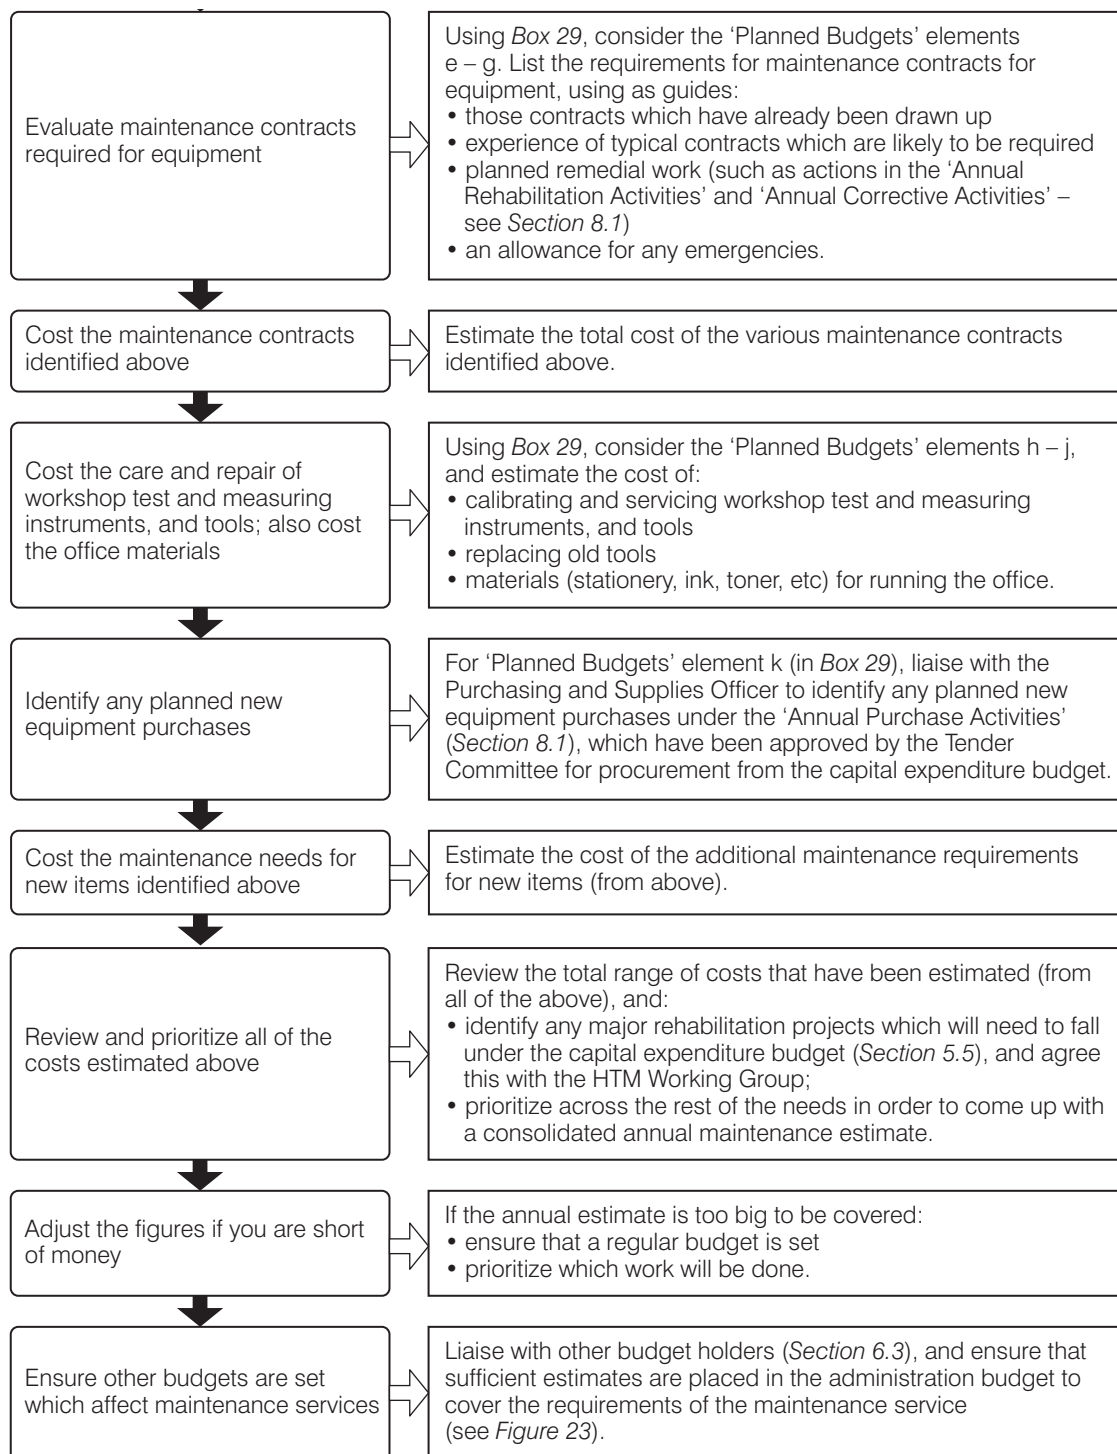 Evaluate maintenance contracts
required for equipment
Using Box 29, consider the ‘Planned Budgets’ elements
e – g. List the requirements for maintenance contracts for
equipment, using as guides:
• those contracts which have already been drawn up
• experience of typical contracts which are likely to be required
• planned remedial work (such as actions in the ‘Annual
Rehabilitation Activities’ and ‘Annual Corrective Activities’ –
see Section 8.1)
• an allowance for any emergencies.
Cost the maintenance contracts
identified above
Estimate the total cost of the various maintenance contracts
identified above.
Cost the care and repair of
workshop test and measuring
instruments, and tools; also cost
the office materials
Using Box 29, consider the ‘Planned Budgets’ elements h – j,
and estimate the cost of:
• calibrating and servicing workshop test and measuring
instruments, and tools
• replacing old tools
• materials (stationery, ink, toner, etc) for running the office.
Identify any planned new
equipment purchases
For ‘Planned Budgets’ element k (in Box 29), liaise with the
Purchasing and Supplies Officer to identify any planned new
equipment purchases under the ‘Annual Purchase Activities’
(Section 8.1), which have been approved by the Tender
Committee for procurement from the capital expenditure budget.
Cost the maintenance needs for
new items identified above
Estimate the cost of the additional maintenance requirements
for new items (from above).
Review and prioritize all of the
costs estimated above
Review the total range of costs that have been estimated (from
all of the above), and:
• identify any major rehabilitation projects which will need to fall
under the capital expenditure budget (Section 5.5), and agree
this with the HTM Working Group;
• prioritize across the rest of the needs in order to come up with
a consolidated annual maintenance estimate.
Adjust the figures if you are short
of money
If the annual estimate is too big to be covered:
• ensure that a regular budget is set
• prioritize which work will be done.
Ensure other budgets are set
which affect maintenance services
Liaise with other budget holders (Section 6.3), and ensure that
sufficient estimates are placed in the administration budget to
cover the requirements of the maintenance service
(see Figure 23).